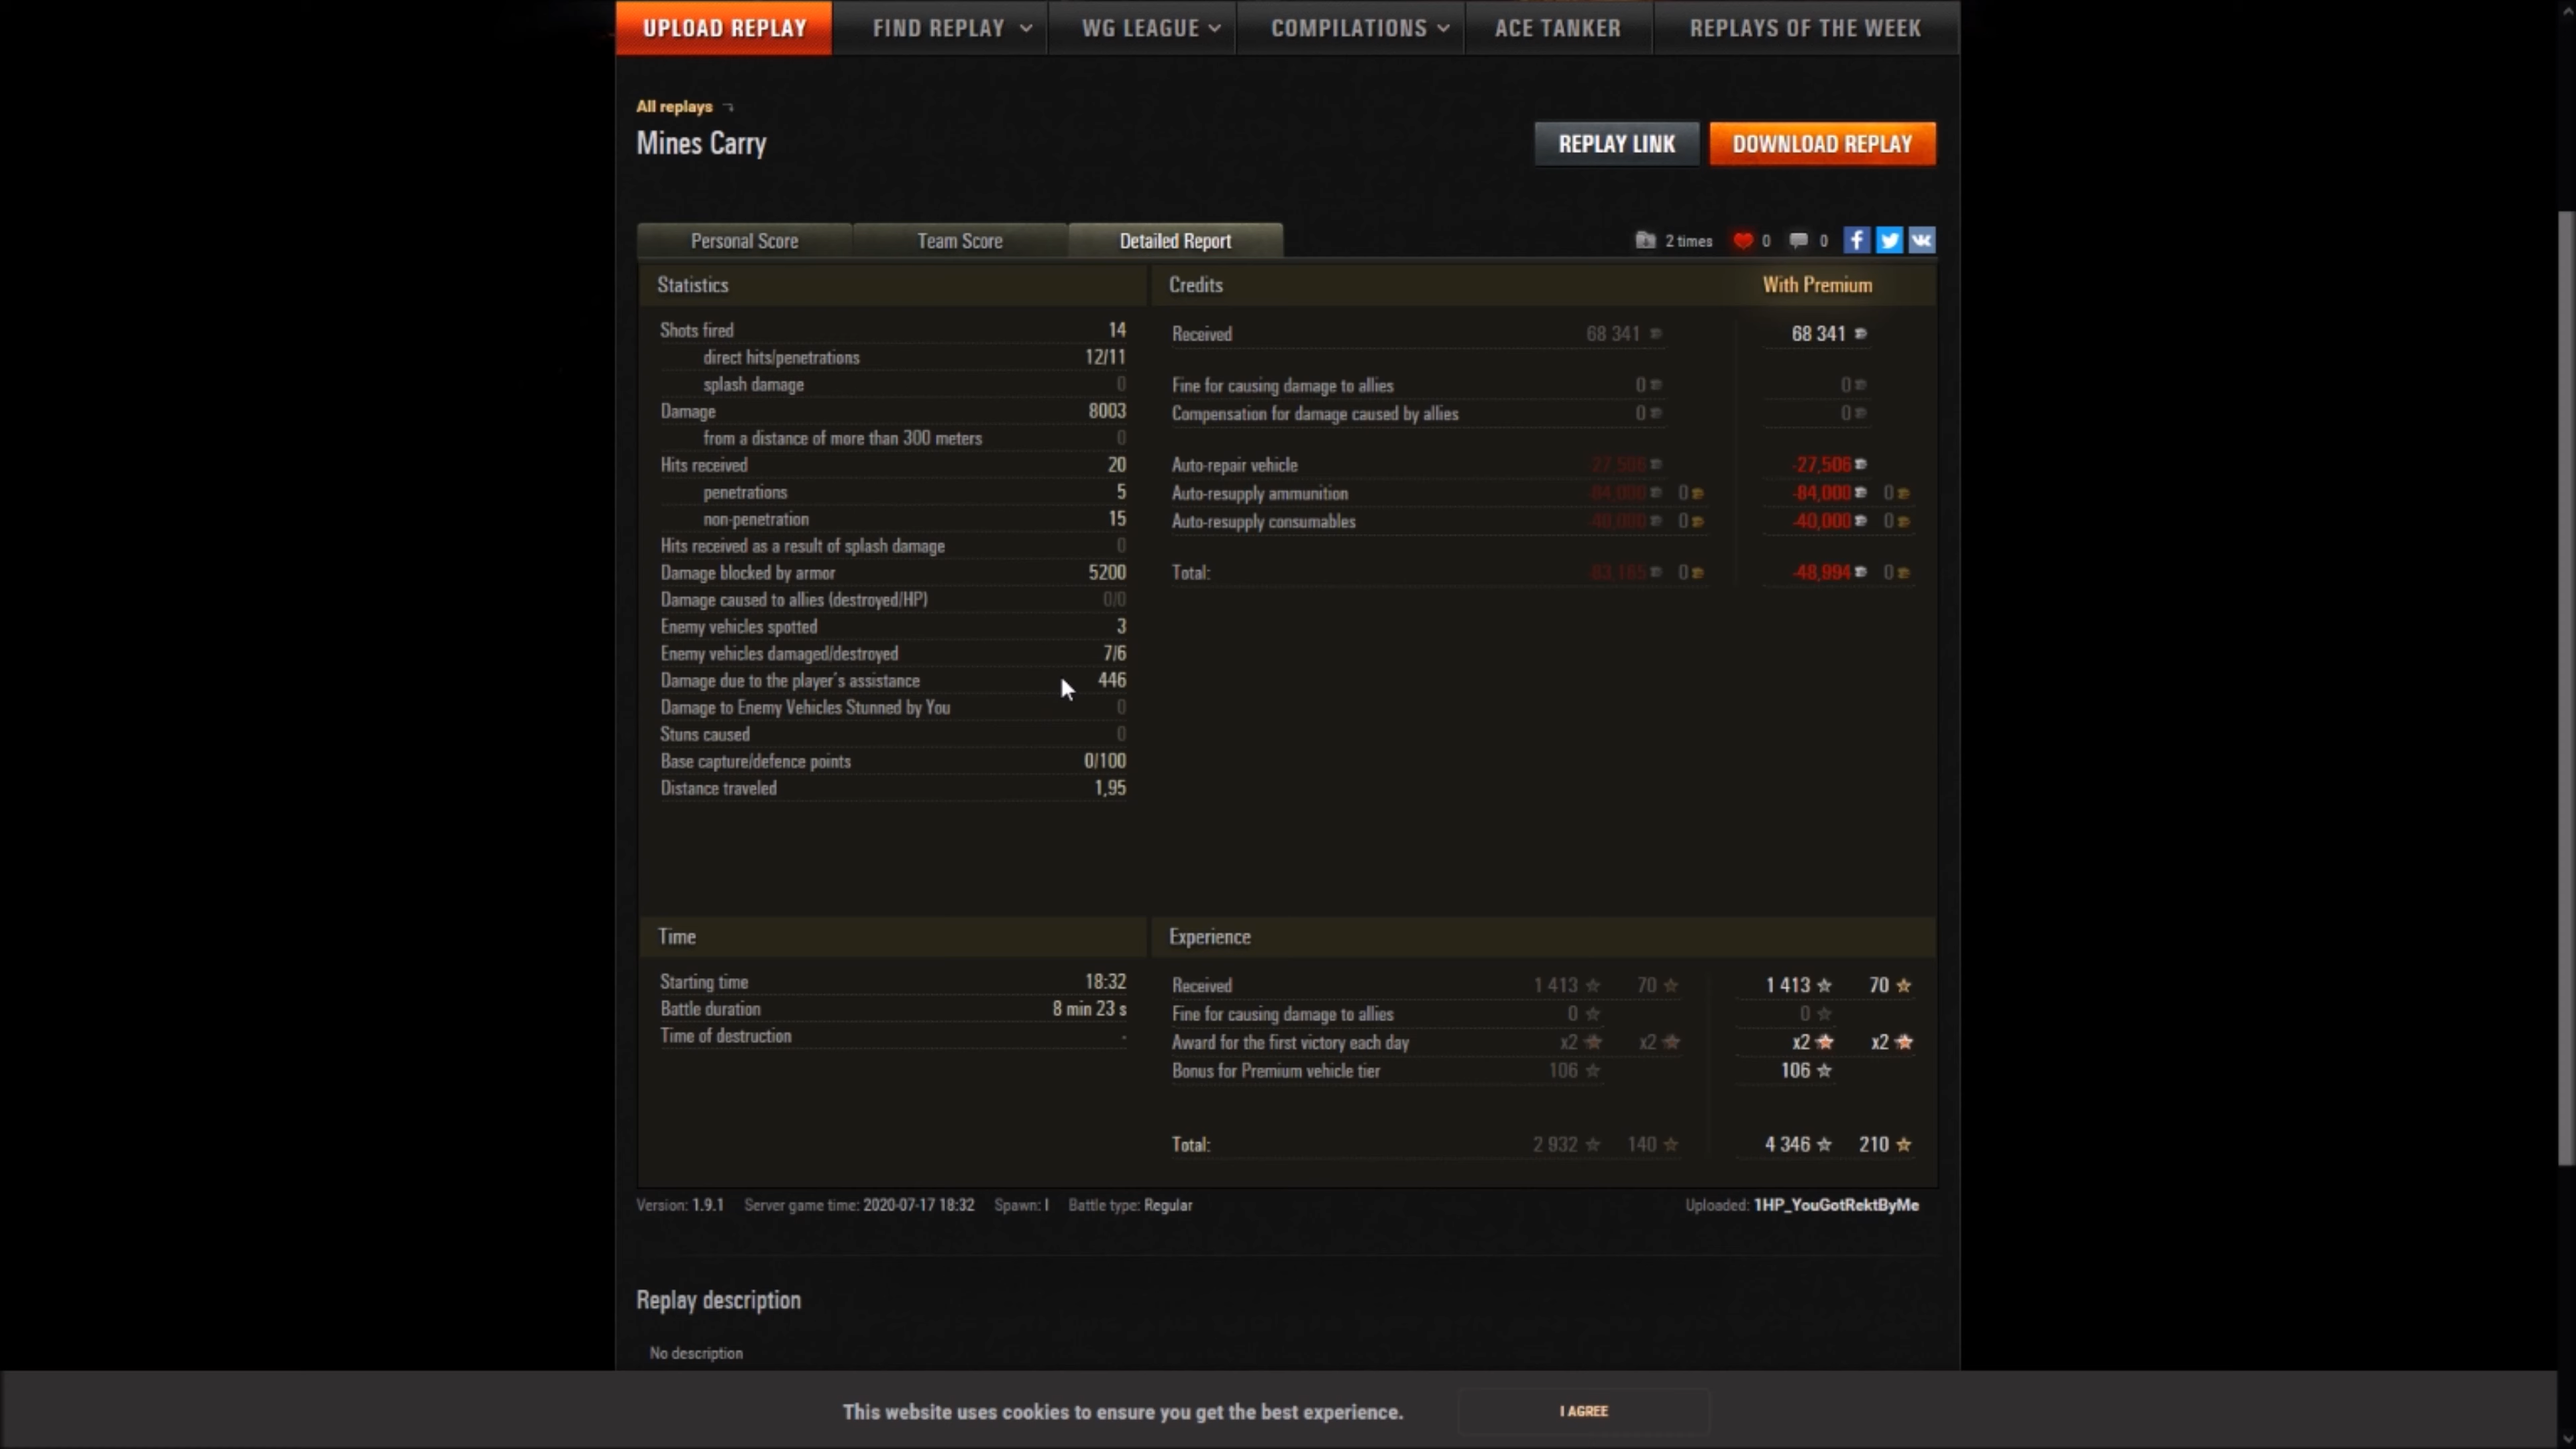 UPLOAD REPLAY FIND REPLAY WG LEAGUE COMPILATIONS ACE TANKER REPLAYS OF THE WEEK
All replays
Mines Carry
REPLAY LINK DOWNLOAD REPLAY
Personal Score Team Score Detailed Report 2 times 0 0
Statistics
Shots fired 14
direct hits/penetrations 12/11
splash damage 0
Damage 8003
from a distance of more than 300 meters 0
Hits received 20
penetrations 5
non-penetration 15
Hits received as a result of splash damage 0
Damage blocked by armor 5200
Damage caused to allies (destroyed/HP) 0/0
Enemy vehicles spotted 3
Enemy vehicles damaged/destroyed 7/6
Damage due to the player's assistance 446
Damage to Enemy Vehicles Stunned by You 0
Stuns caused 0
Base capture/defence points 0/100
Distance traveled 1,95
Credits With Premium
Received 68 341 68 341
Fine for causing damage to allies 0 0
Compensation for damage caused by allies 0 0
Auto-repair vehicle -27,506 -27,506
Auto-resupply ammunition -84,000 0 -84,000 0
Auto-resupply consumables -40,000 0 -40,000 0
Total: -83,165 0 -48,994 0
Time
Starting time 18:32
Battle duration 8 min 23 s
Time of destruction -
Experience
Received 1 413 70 1 413 70
Fine for causing damage to allies 0 0
Award for the first victory each day x2 x2 x2 x2
Bonus for Premium vehicle tier 106 106
Total: 2 932 140 4 346 210
Version: 1.9.1 Server game time: 2020-07-17 18:32 Spawn: I Battle type: Regular Uploaded: 1HP_YouGotRektByMe
Replay description
No description
This website uses cookies to ensure you get the best experience. I AGREE